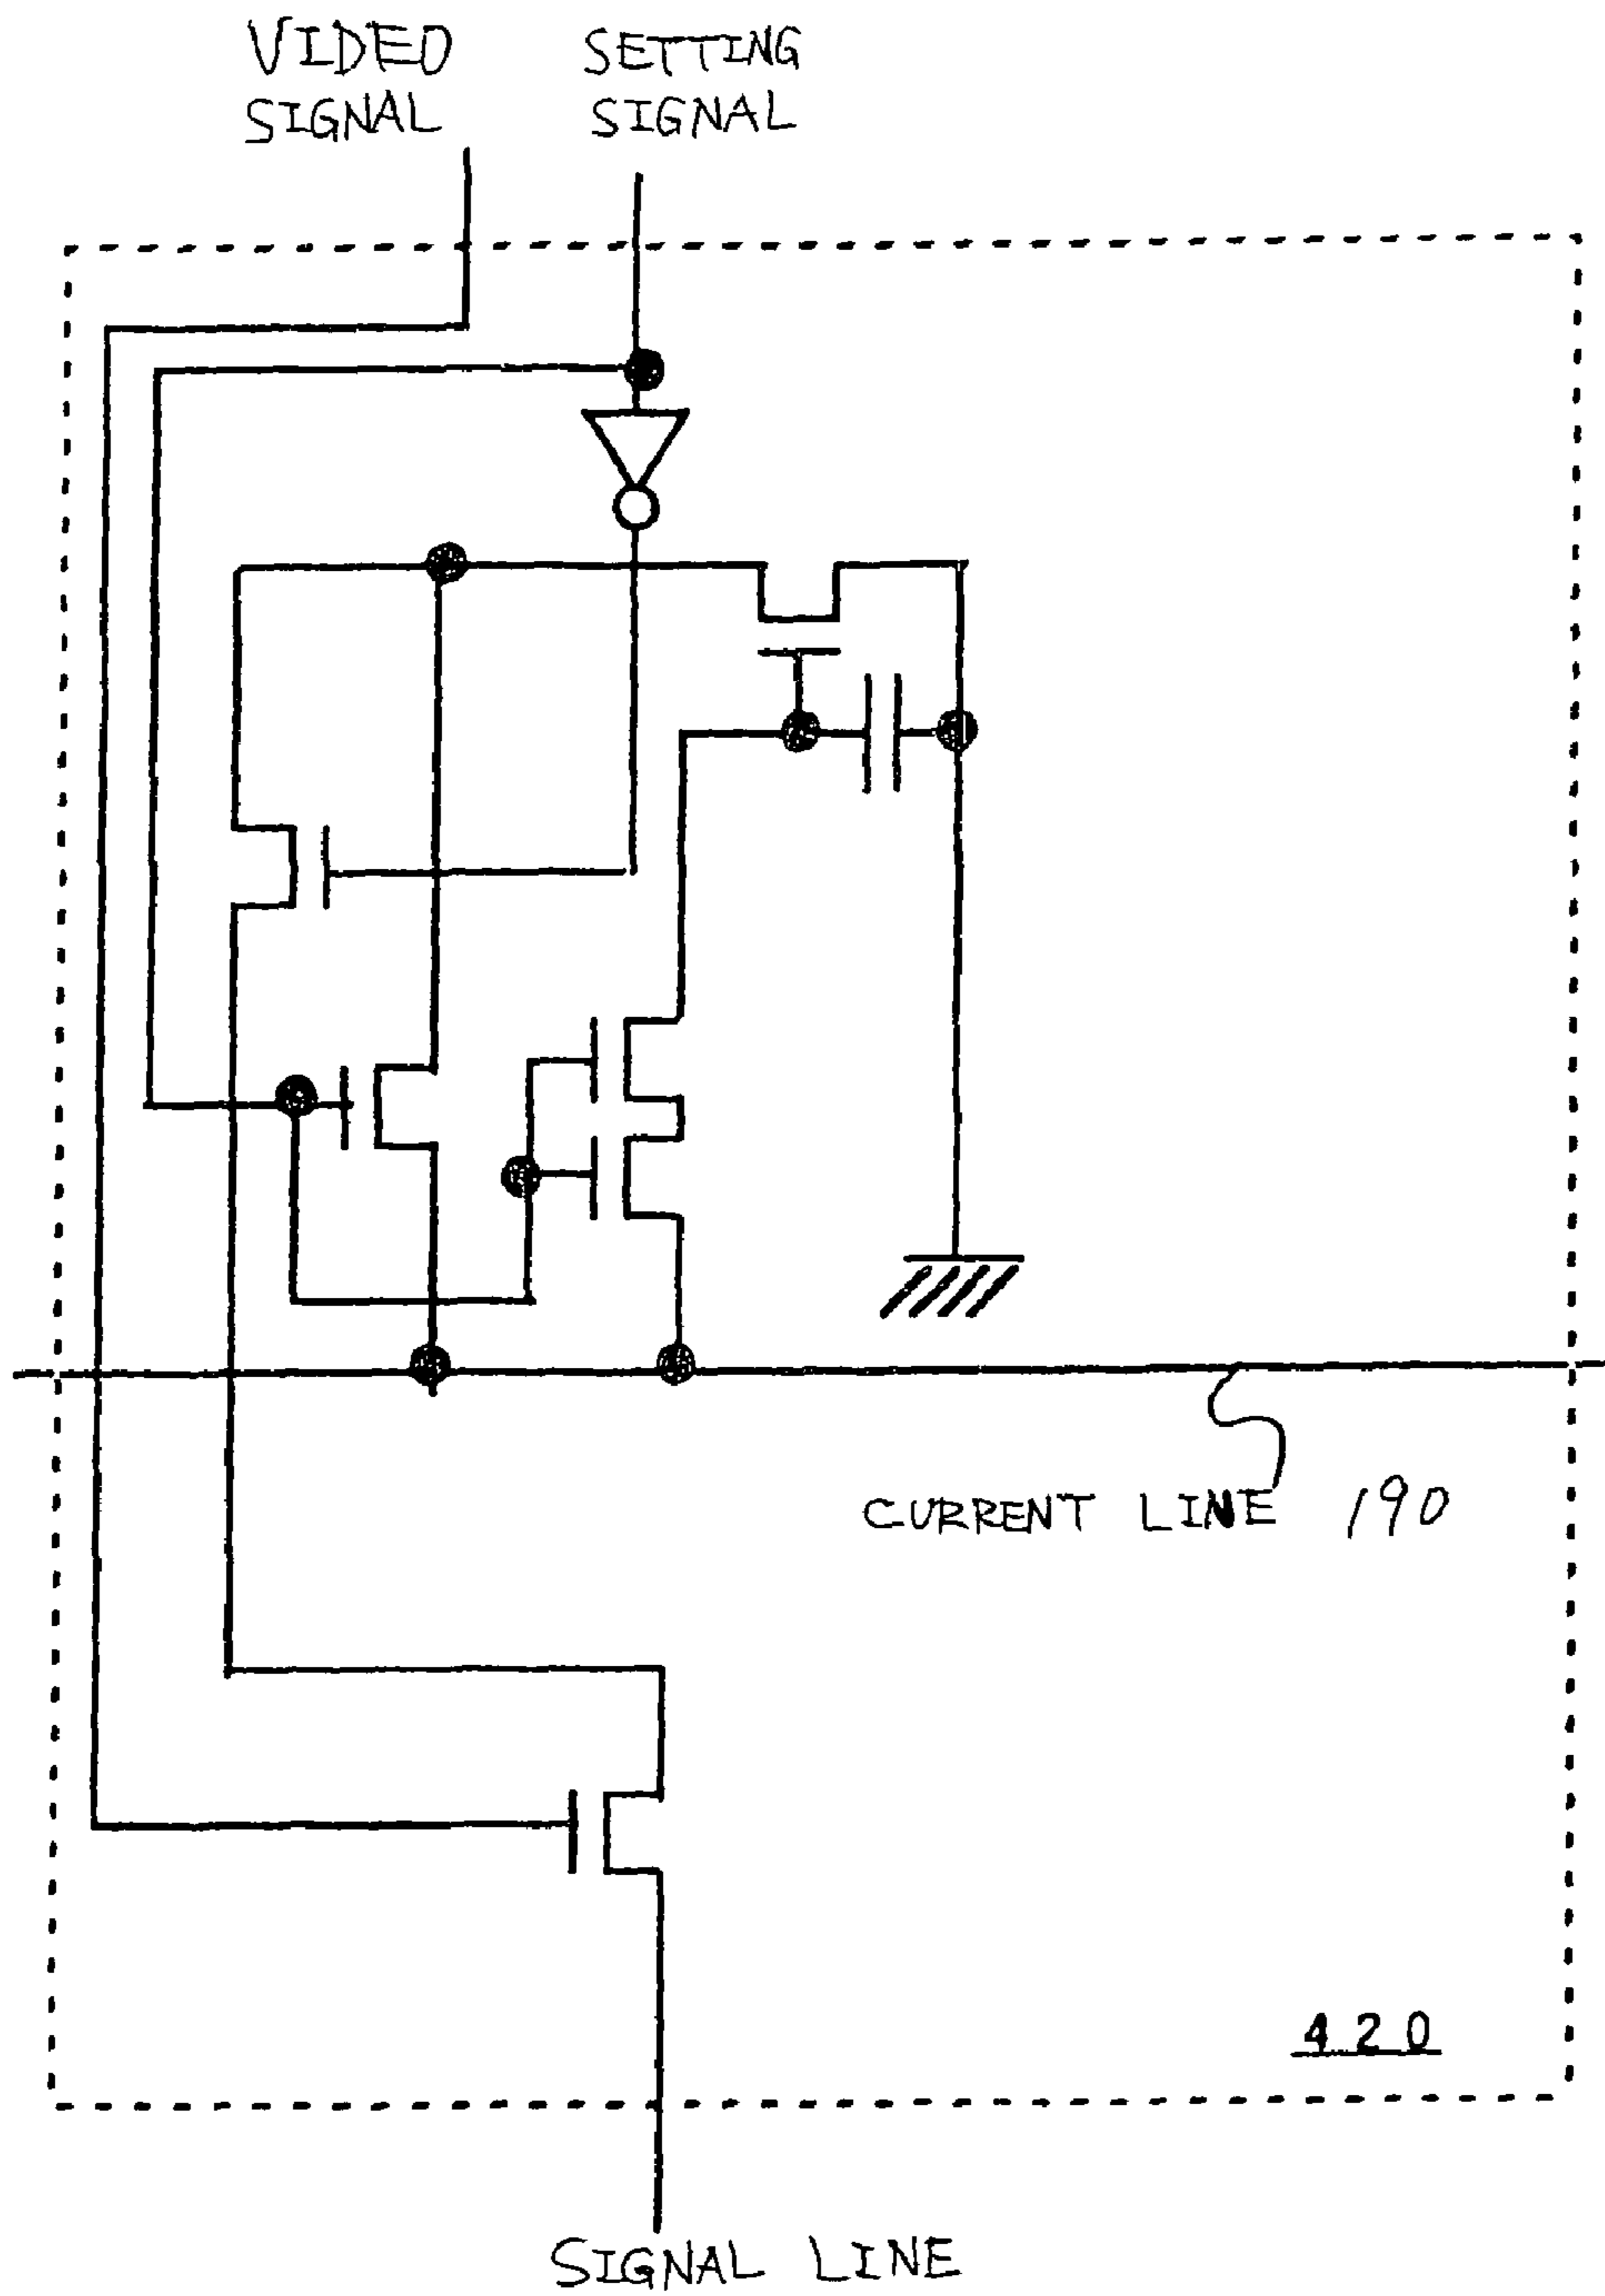 VIDEO
SIGNAL
SETTING
SIGNAL
CURRENT LINE 190
420
SIGNAL LINE